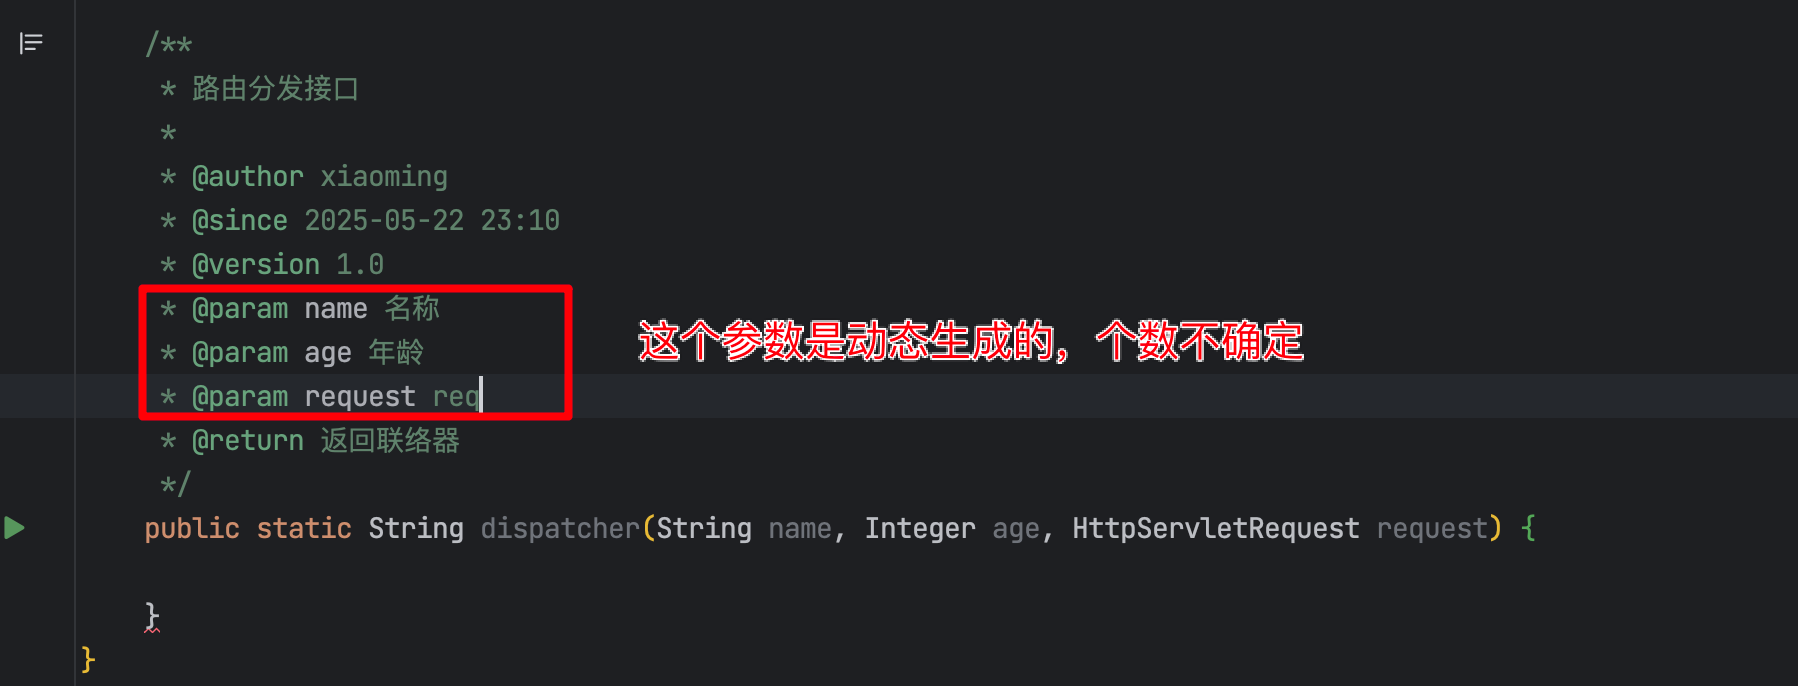 /**
* 路由分发接口
*
* @author xiaoming
* @since 2025-05-22 23:10
* @version 1.0
* @param name 名称
* @param age 年龄
* @param request req
这个参数是动态生成的，个数不确定
* @return 返回联络器
*/
public static String dispatcher(String name, Integer age, HttpServletRequest request) {
}
}